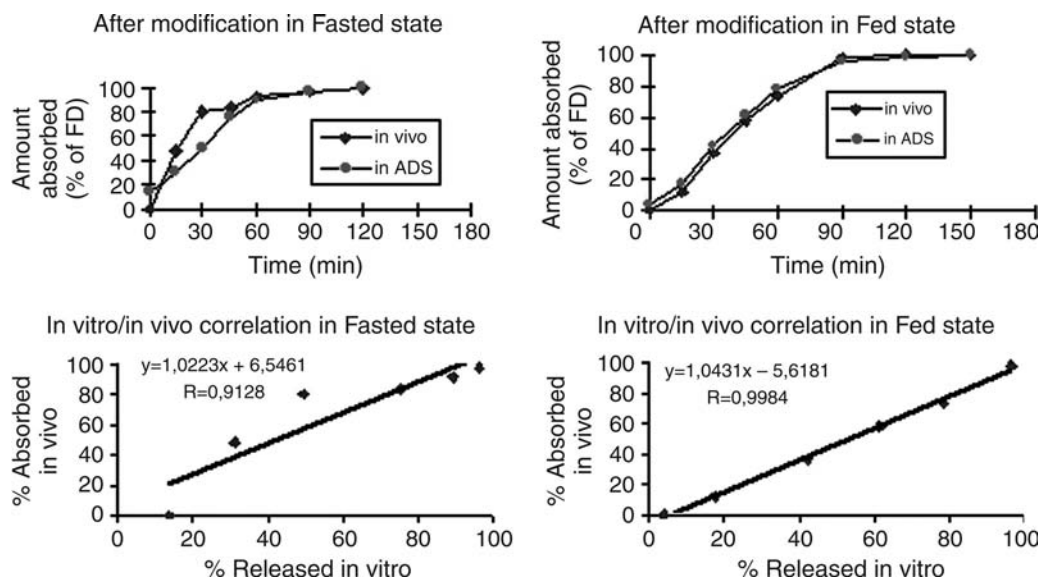 After modification in Fasted state
Amount
absorbed
(% of FD)
100
80
60
40
20
0
in vivo
in ADS
0 30 60 90 120 150 180
Time (min)
After modification in Fed state
Amount absorbed
(% of FD)
100
80
60
40
20
0
in vivo
in ADS
0 30 60 90 120 150 180
Time (min)
In vitro/in vivo correlation in Fasted state
% Absorbed
in vivo
100
80
60
40
20
0
y=1,0223x + 6,5461
R=0,9128
0 20 40 60 80 100
% Released in vitro
In vitro/in vivo correlation in Fed state
% Absorbed
in vivo
100
80
60
40
20
0
y=1,0431x – 5,6181
R=0,9984
0 20 40 60 80 100
% Released in vitro